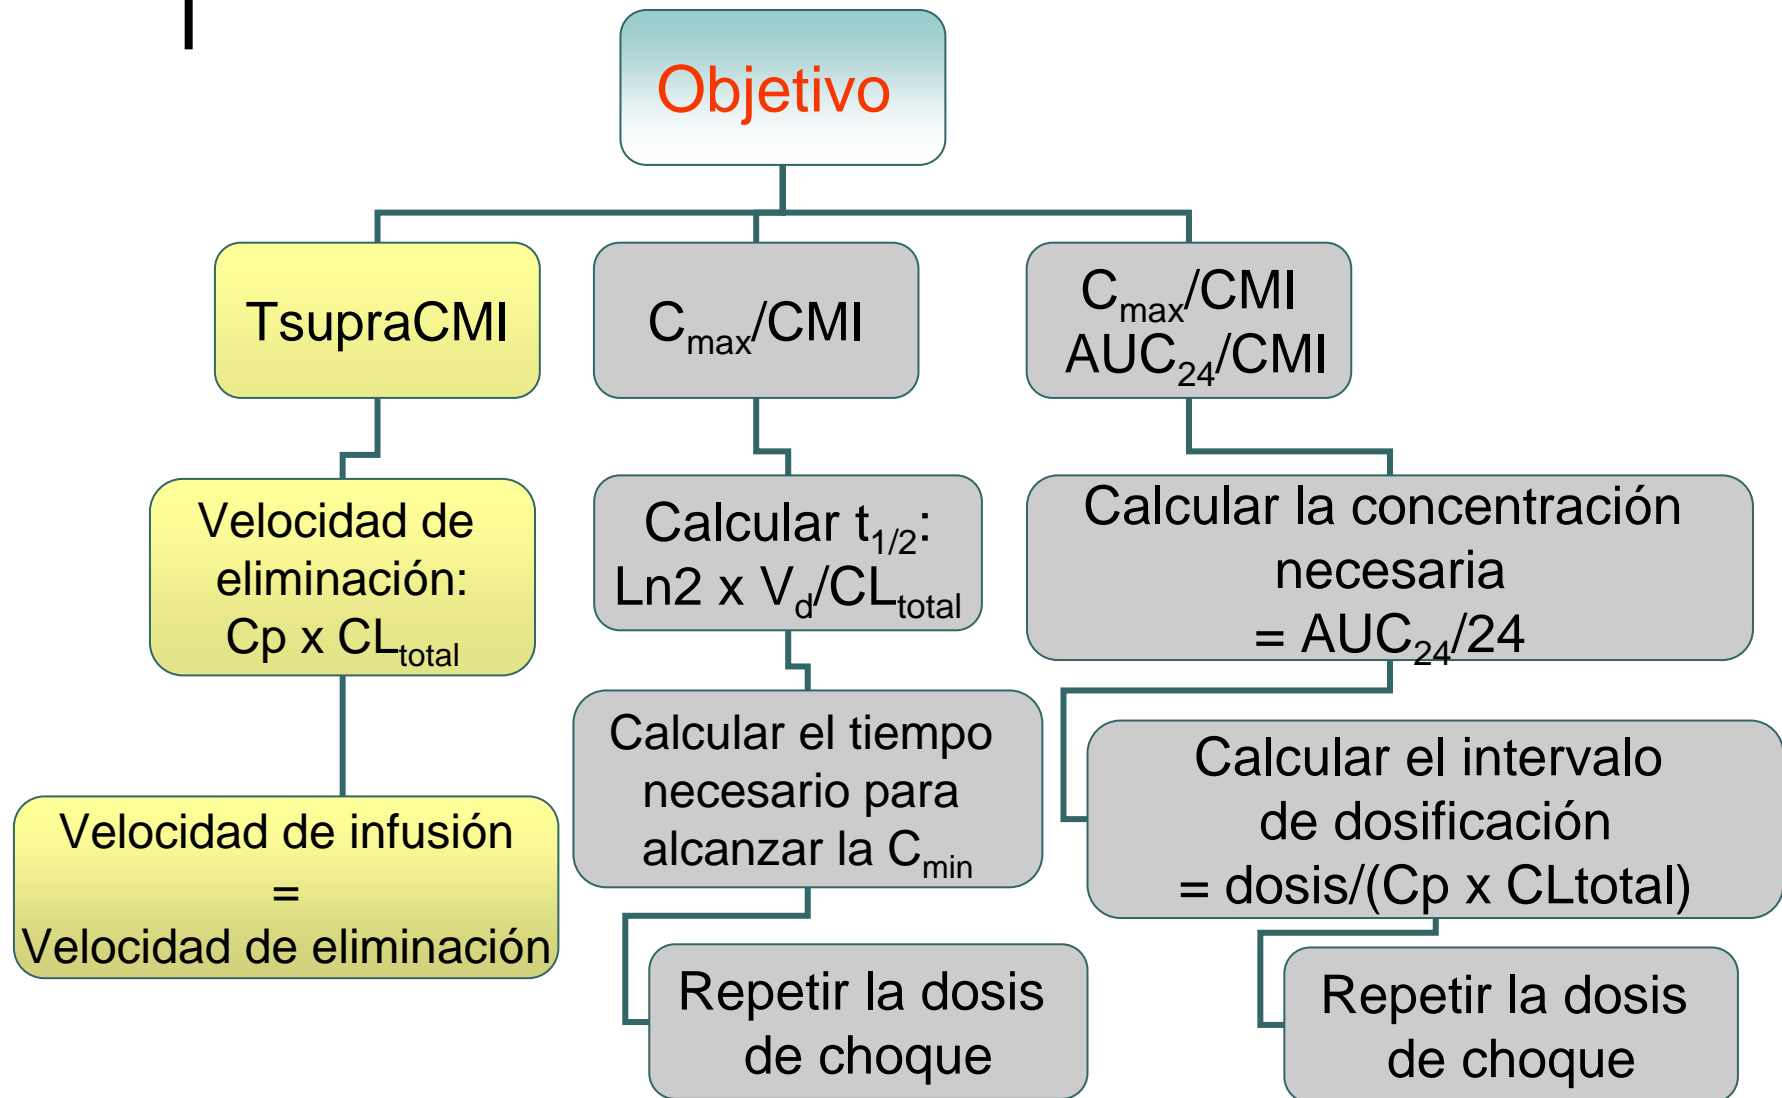 Objetivo
TsupraCMI
Cmax/CMI
Cmax/CMI
AUC24/CMI
Velocidad de
eliminación:
Cp x CLtotal
Calcular t1/2:
Ln2 x Vd/CLtotal
Calcular la concentración
necesaria
= AUC24/24
Velocidad de infusión
=
Velocidad de eliminación
Calcular el tiempo
necesario para
alcanzar la Cmin
Calcular el intervalo
de dosificación
= dosis/(Cp x CLtotal)
Repetir la dosis
de choque
Repetir la dosis
de choque